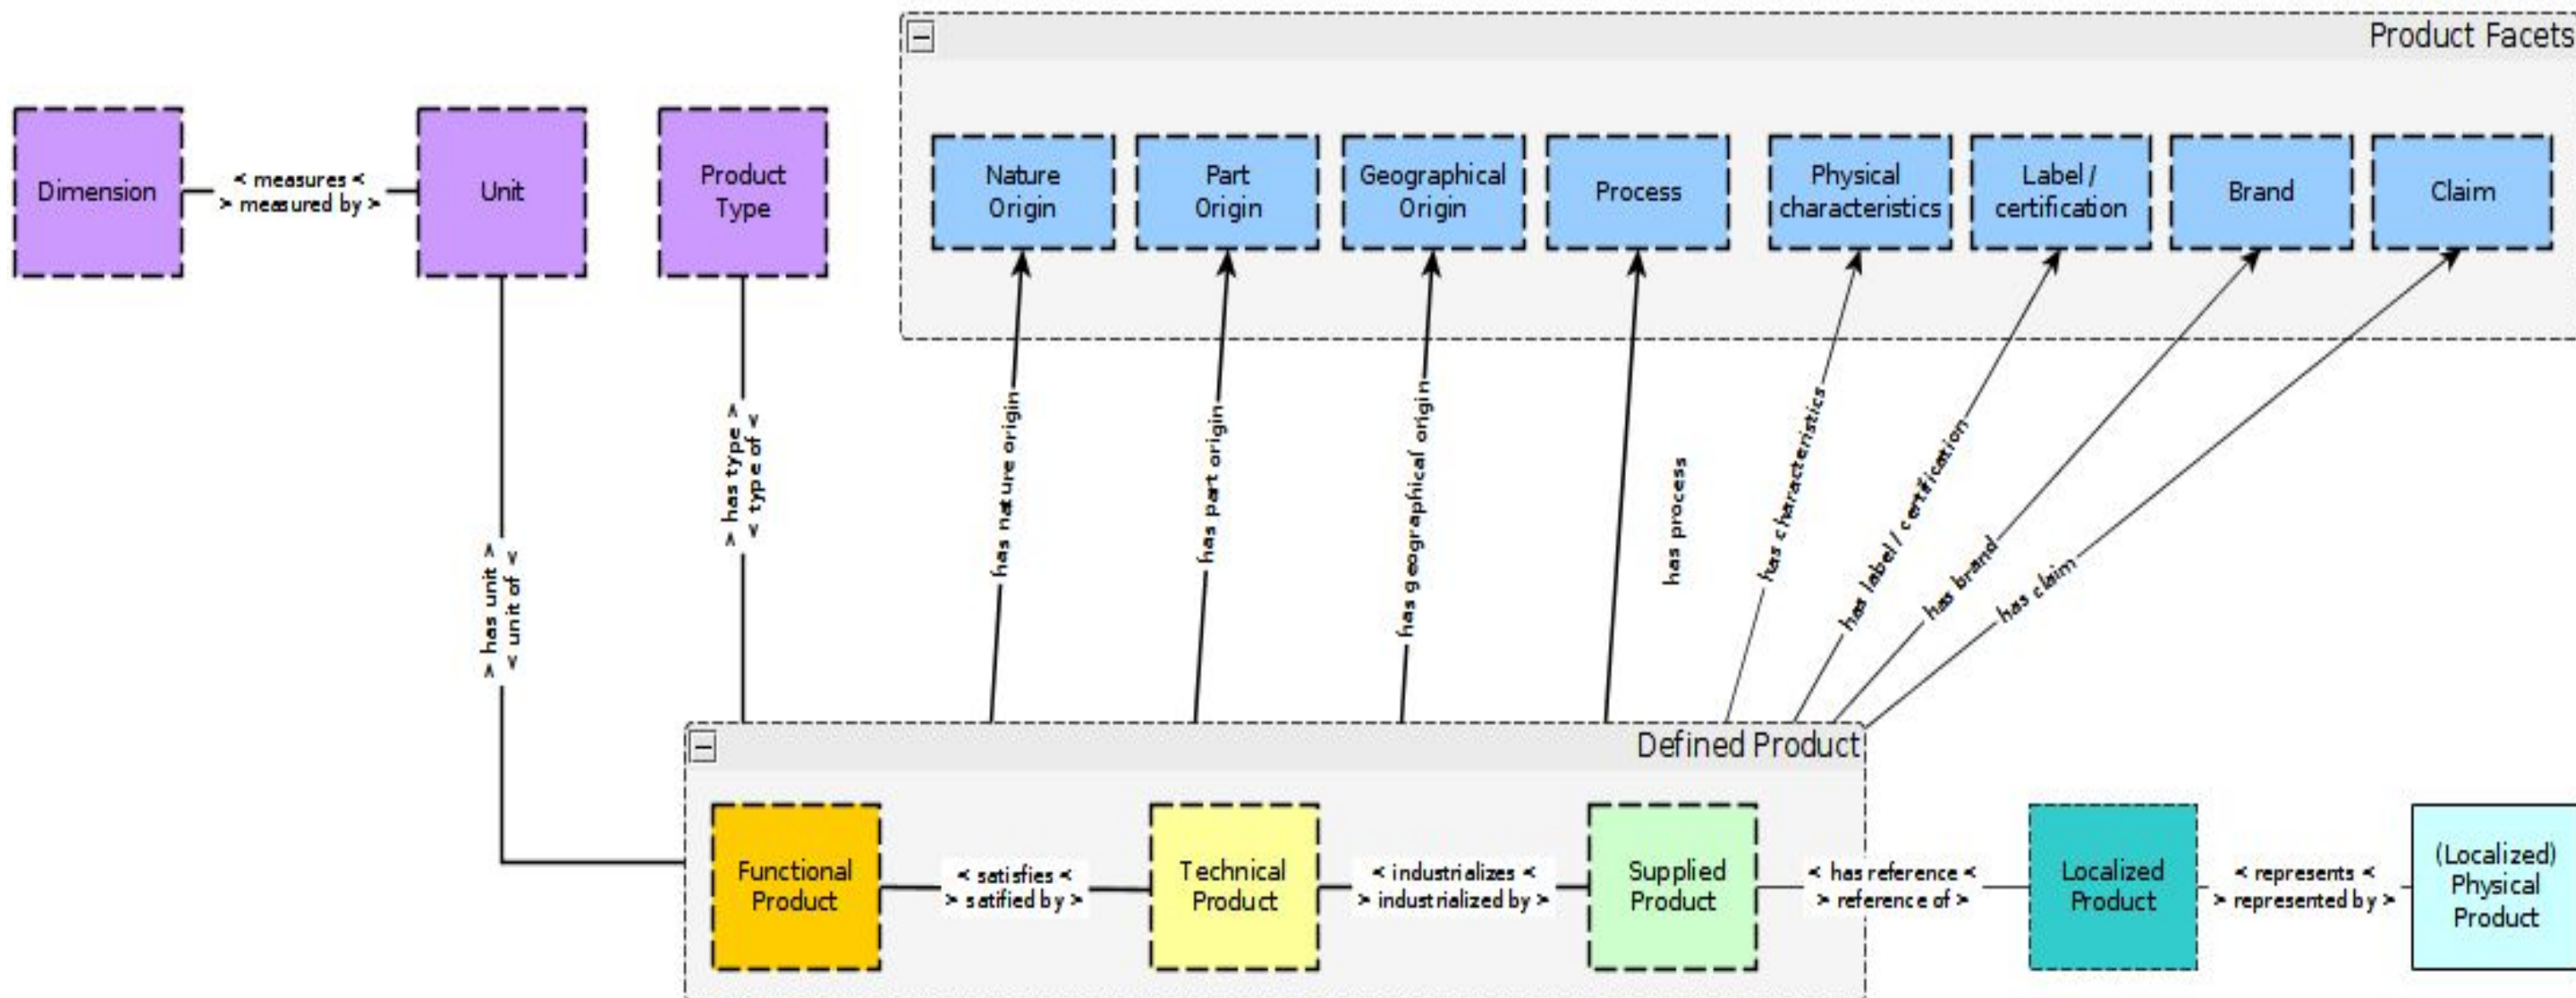 Product Facets
Dimension
< measures <
> measured by >
Unit
Product
Type
Nature
Origin
Part
Origin
Geographical
Origin
Process
Physical
characteristics
Label /
certification
Brand
Claim
> has unit >
< unit of <
> has type >
< type of <
has nature origin
has part origin
has geographical origin
has process
has characteristics
has label / certification
has brand
has claim
Defined Product
Functional
Product
< satisfies <
> satified by >
Technical
Product
< industrializes <
> industrialized by >
Supplied
Product
< has reference <
> reference of >
Localized
Product
< represents <
> represented by >
(Localized)
Physical
Product